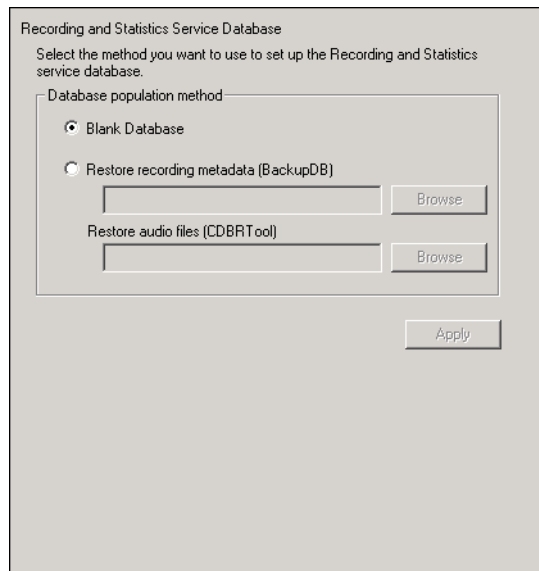 Recording and Statistics Service Database
Select the method you want to use to set up the Recording and Statistics
service database.
Database population method
Blank Database
Restore recording metadata (BackupDB)
Browse
Restore audio files (CDBRTool)
Browse
Apply